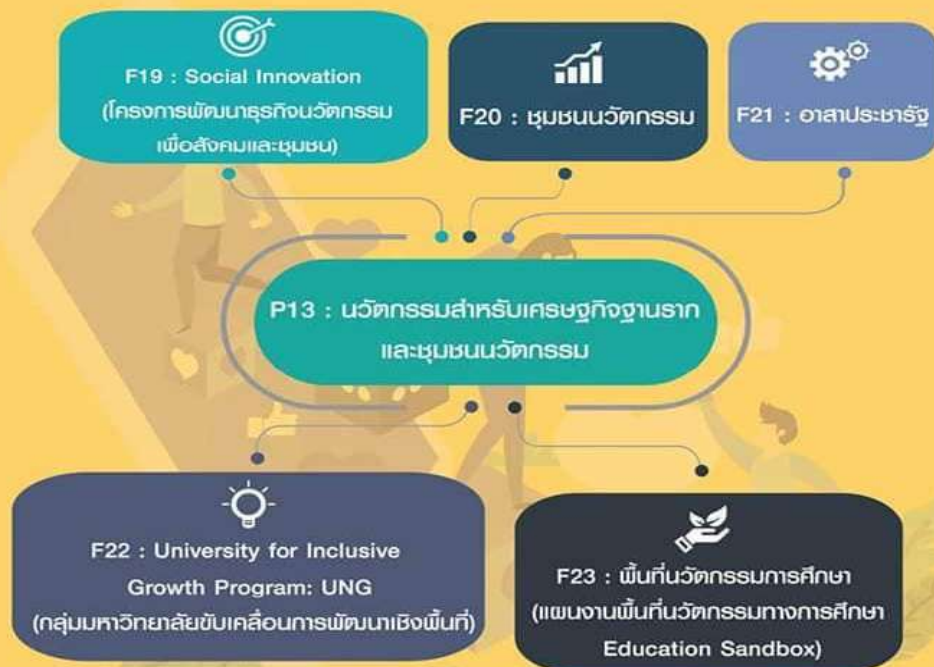 F19 : Social Innovation
(โครงการพัฒนาธุรกิจนวัตกรรม
เพื่อสังคมและชุมชน)
F20 : ชุมชนนวัตกรรม
F21 : อาสาประชารัฐ
P13 : นวัตกรรมสำหรับเศรษฐกิจฐานราก
และชุมชนนวัตกรรม
F22 : University for Inclusive
Growth Program: UNG
(กลุ่มมหาวิทยาลัยขับเคลื่อนการพัฒนาเชิงพื้นที่)
F23 : พื้นที่นวัตกรรมการศึกษา
(แผนงานพื้นที่นวัตกรรมทางการศึกษา
Education Sandbox)